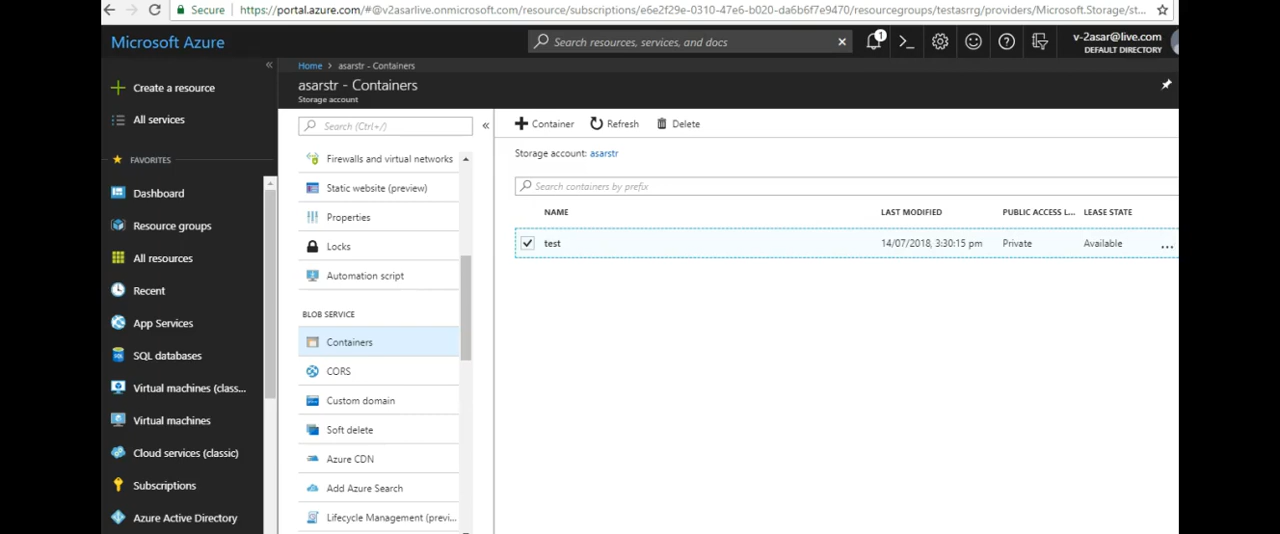 Secure
https://portal.azure.com/#@v2asarlive.onmicrosoft.com/resource/subscriptions/e6e2f29e-0310-47e6-b020-da6b6f7e9470/resourcegroups/testasrrg/providers/Microsoft.Storage/st...
Microsoft Azure
Search resources, services, and docs
1
v-2asar@live.com
DEFAULT DIRECTORY
Create a resource
All services
FAVORITES
Dashboard
Resource groups
All resources
Recent
App Services
SQL databases
Virtual machines (class...
Virtual machines
Cloud services (classic)
Subscriptions
Azure Active Directory
Home > asarstr - Containers
asarstr - Containers
Storage account
Search (Ctrl+/)
Firewalls and virtual networks
Static website (preview)
Properties
Locks
Automation script
BLOB SERVICE
Containers
CORS
Custom domain
Soft delete
Azure CDN
Add Azure Search
Lifecycle Management (previ...
Container Refresh Delete
Storage account: asarstr
Search containers by prefix
NAME LAST MODIFIED PUBLIC ACCESS L... LEASE STATE
test 14/07/2018, 3:30:15 pm Private Available ...